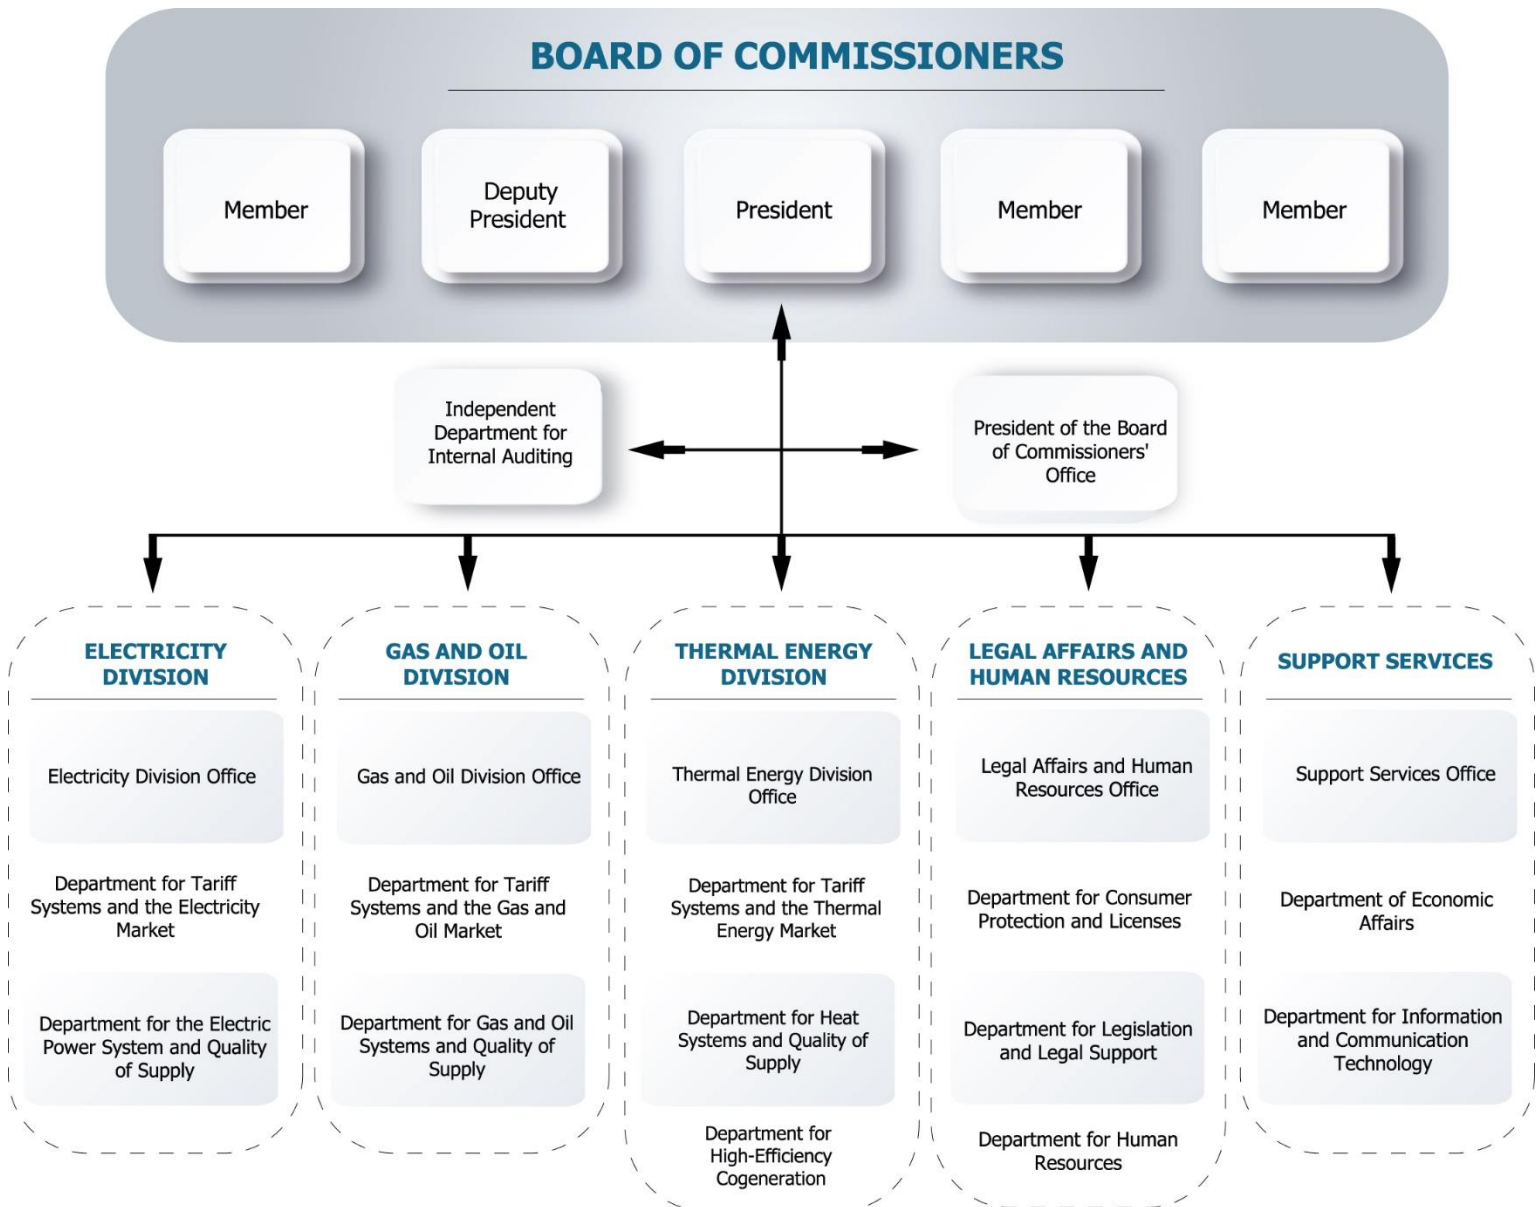 BOARD OF COMMISSIONERS
Member
Deputy
President
President
Member
Member
Independent
Department for
Internal Auditing
President of the Board
of Commissioners'
Office
ELECTRICITY
DIVISION
Electricity Division Office
Department for Tariff
Systems and the Electricity
Market
Department for the Electric
Power System and Quality
of Supply
GAS AND OIL
DIVISION
Gas and Oil Division Office
Department for Tariff
Systems and the Gas and
Oil Market
Department for Gas and Oil
Systems and Quality of
Supply
THERMAL ENERGY
DIVISION
Thermal Energy Division
Office
Department for Tariff
Systems and the Thermal
Energy Market
Department for Heat
Systems and Quality of
Supply
Department for
High-Efficiency
Cogeneration
LEGAL AFFAIRS AND
HUMAN RESOURCES
Legal Affairs and Human
Resources Office
Department for Consumer
Protection and Licenses
Department for Legislation
and Legal Support
Department for Human
Resources
SUPPORT SERVICES
Support Services Office
Department of Economic
Affairs
Department for Information
and Communication
Technology